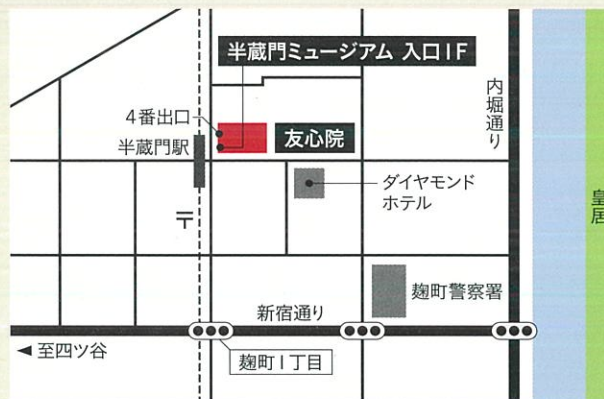 半蔵門ミュージアム 入口1F
内堀通り
4番出口
半蔵門駅
友心院
ダイヤモンド
ホテル
皇居
〒
麹町警察署
新宿通り
◀ 至四ツ谷
麹町1丁目